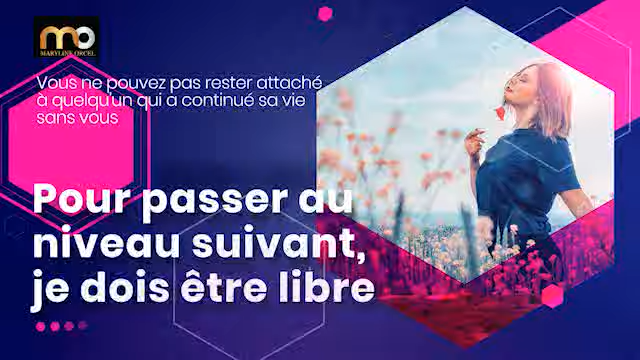 mo
MARYLINE ORCEL
Vous ne pouvez pas rester attaché
à quelqu'un qui a continué sa vie
sans vous
Pour passer au
niveau suivant,
je dois être libre